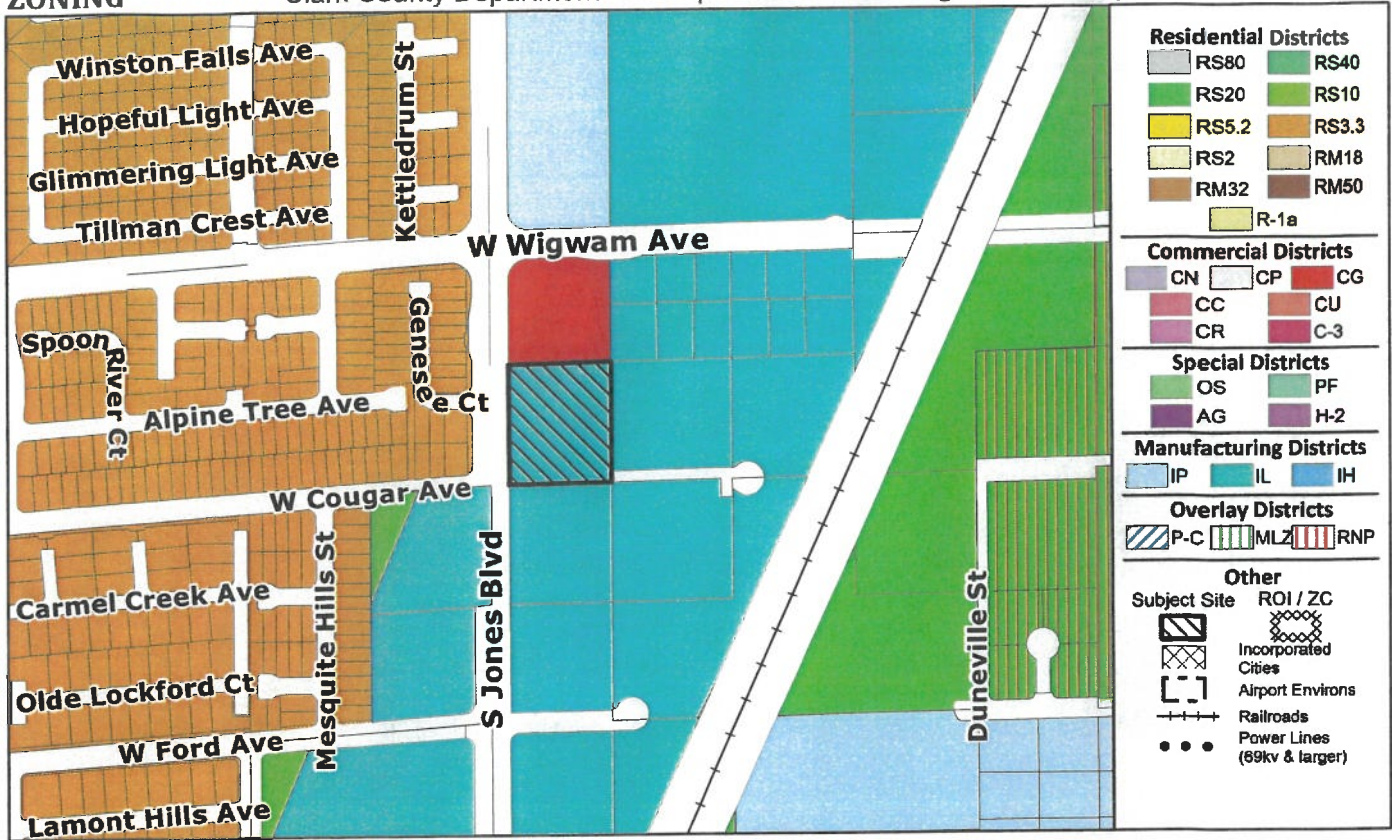 ZONING
Clark County Department
Winston Falls Ave
Hopeful Light Ave
Glimmering Light Ave
Tillman Crest Ave
Kettledrum St
W Wigwam Ave
Spoon River Ct
Genesee Ct
Alpine Tree Ave
W Cougar Ave
Carmel Creek Ave
Mesquite Hills St
S Jones Blvd
Olde Lockford Ct
W Ford Ave
Lamont Hills Ave
Duneville St
Residential Districts
RS80 RS40
RS20 RS10
RS5.2 RS3.3
RS2 RM18
RM32 RM50
R-1a
Commercial Districts
CN CP CG
CC CU
CR C-3
Special Districts
OS PF
AG H-2
Manufacturing Districts
IP IL IH
Overlay Districts
P-C MLZ RNP
Other
Subject Site ROI / ZC
Incorporated
Cities
Airport Environs
Railroads
Power Lines
(69kv & larger)